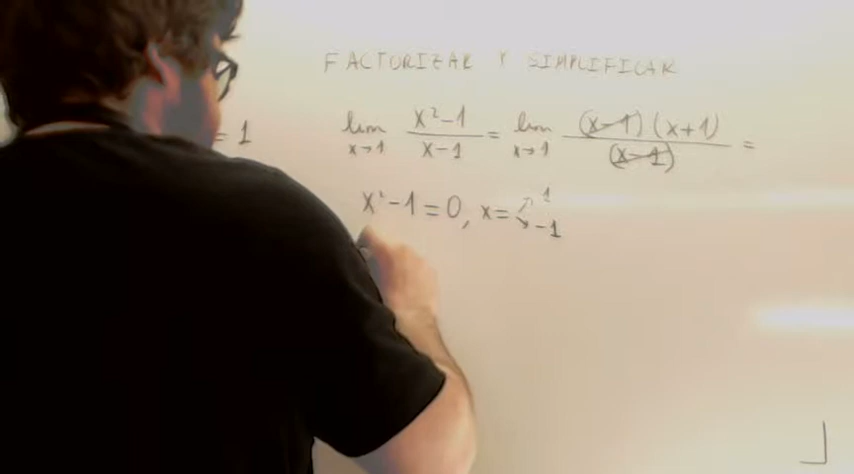 FACTORIZAR Y SIMPLIFICAR
= 1
lim x→1 (x²-1)/(x-1) = lim x→1 (x-1)(x+1)/(x-1) =
x²-1=0, x= 1 -1